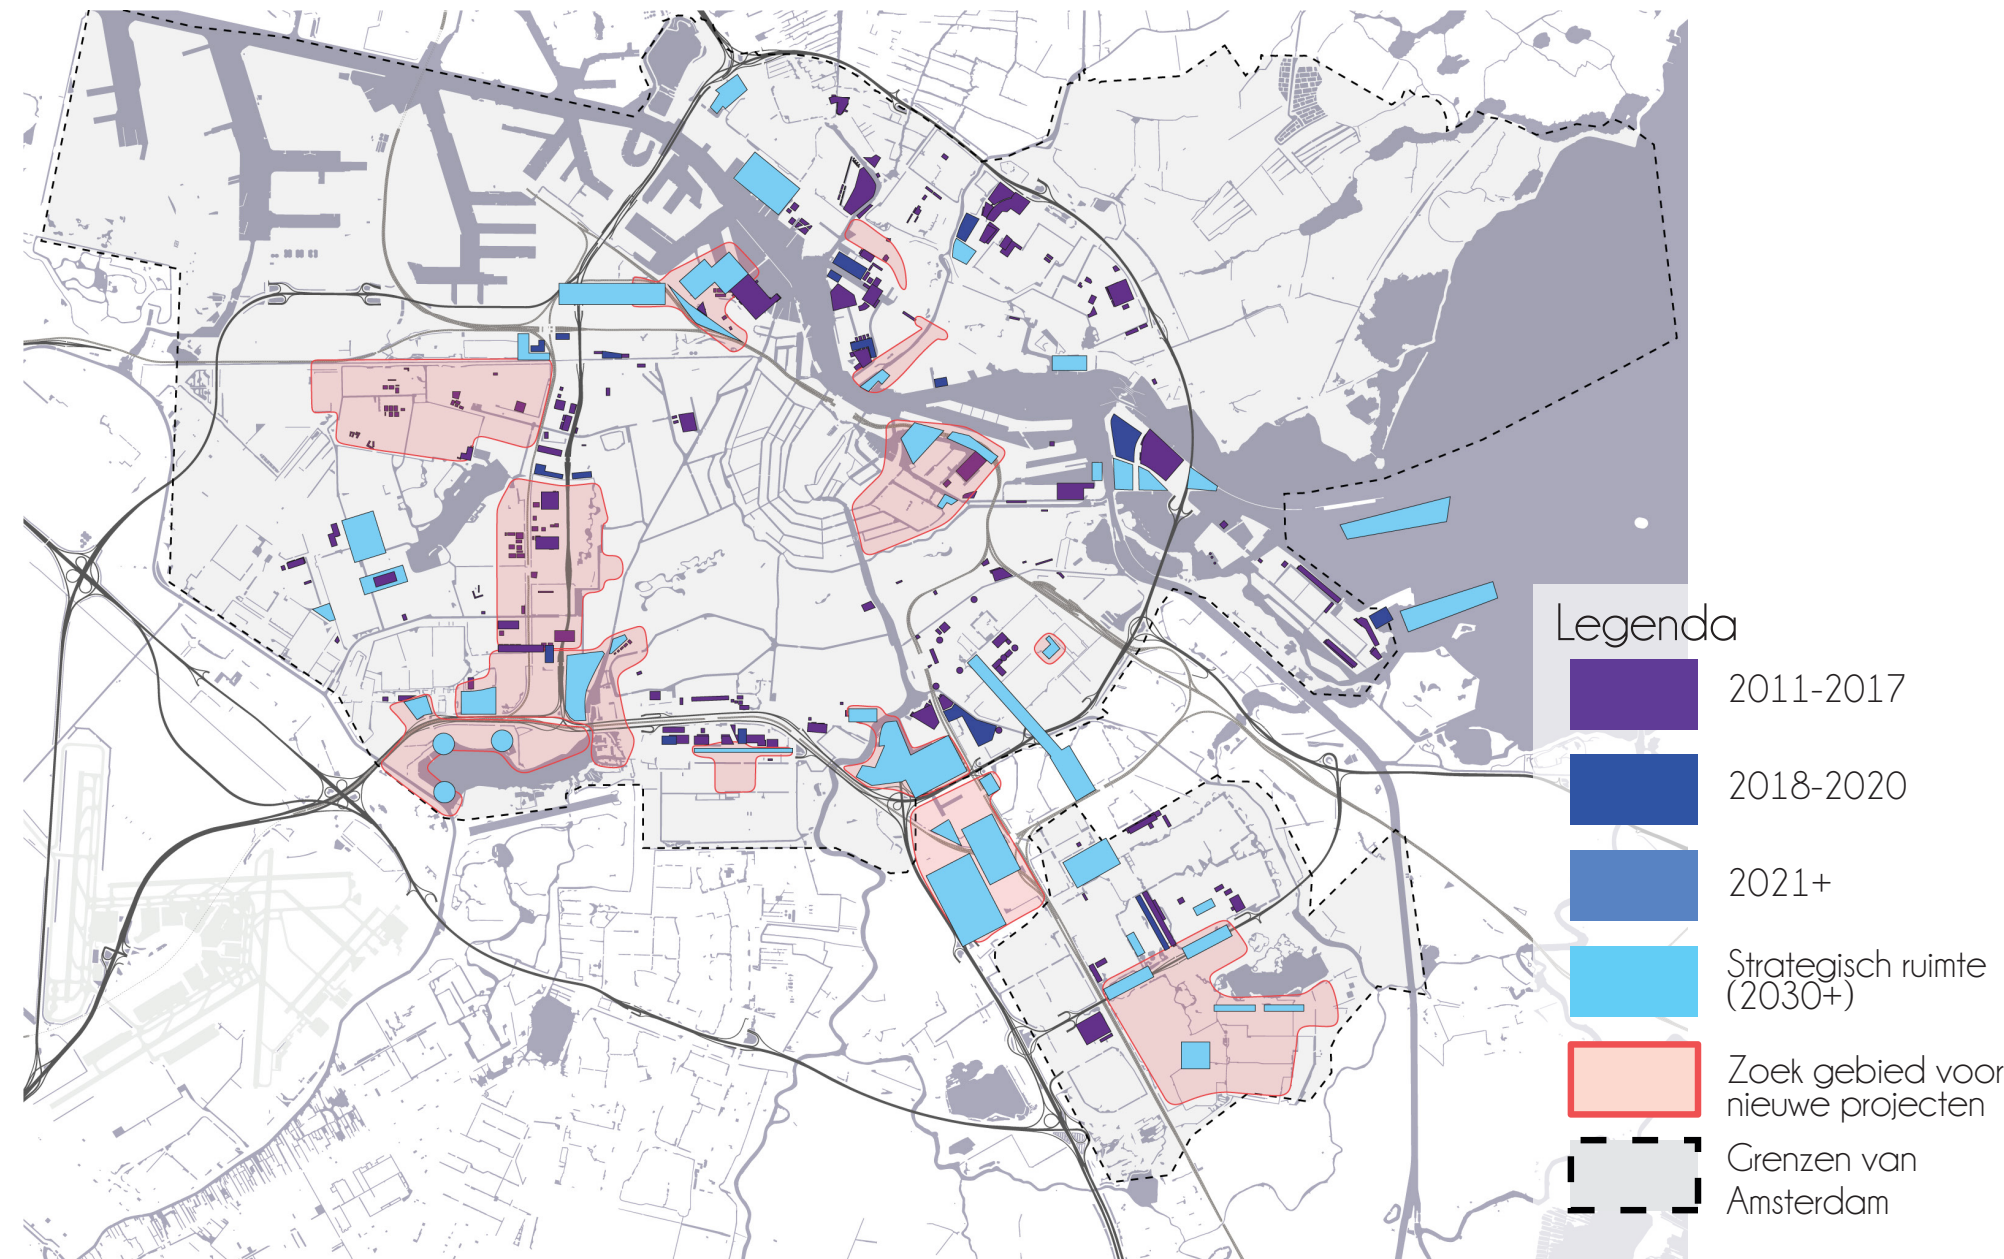 Legenda
2011-2017
2018-2020
2021+
Strategisch ruimte
(2030+)
Zoek gebied voor
nieuwe projecten
Grenzen van
Amsterdam